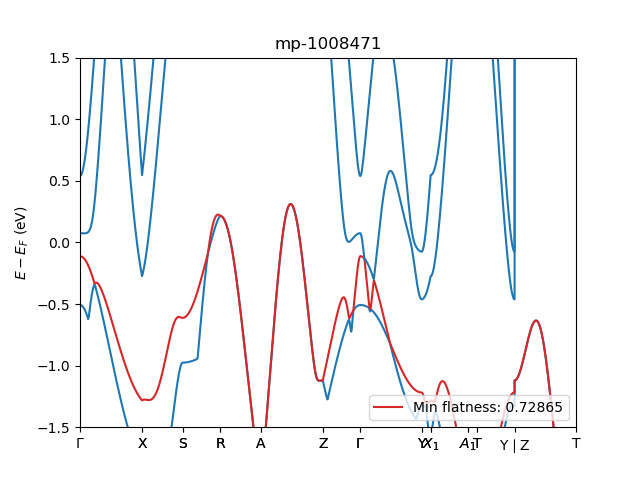 mp-1008471
E − E_F (eV)
1.5
1.0
0.5
0.0
−0.5
−1.0
−1.5
Min flatness: 0.72865
Γ X S R A Z Γ Y X₁ A₁ T Y | Z T